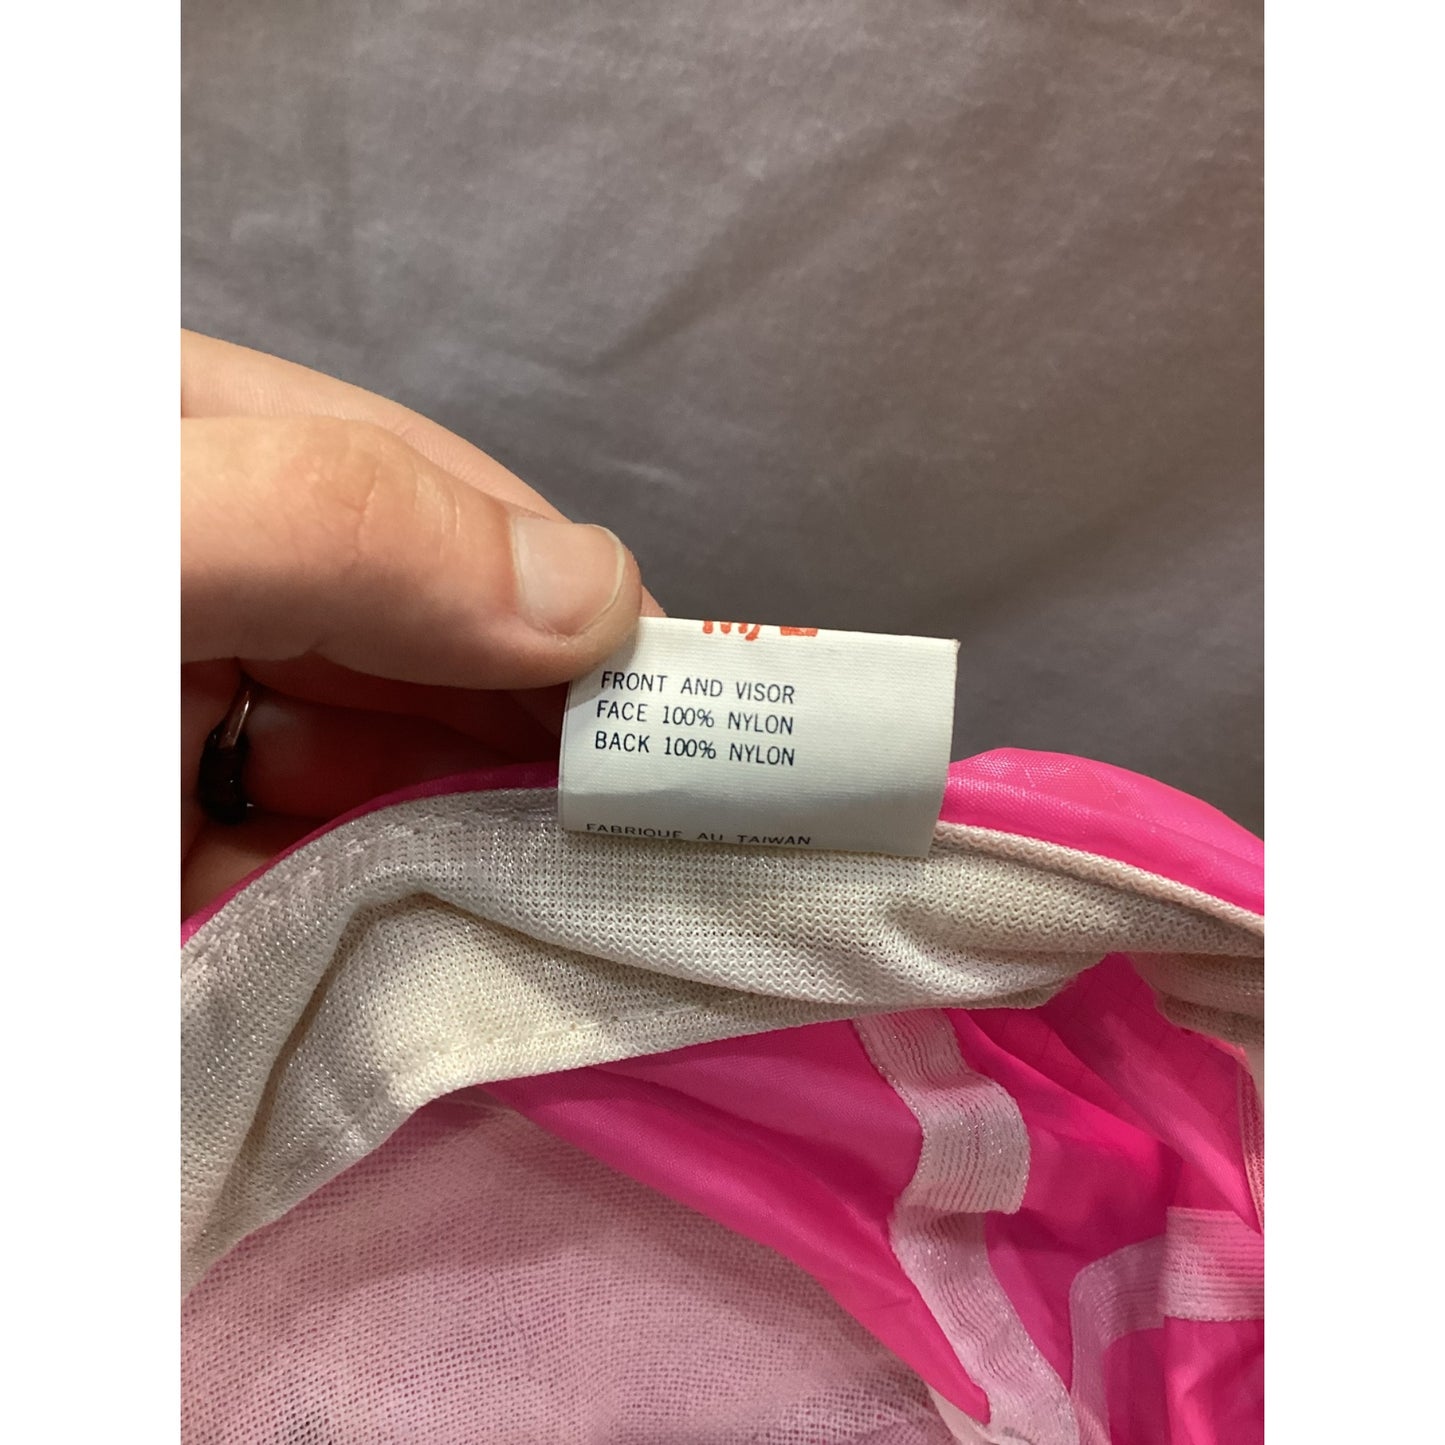 FRONT AND VISOR
FACE 100% NYLON
BACK 100% NYLON
FABRIQUE AU TAIWAN